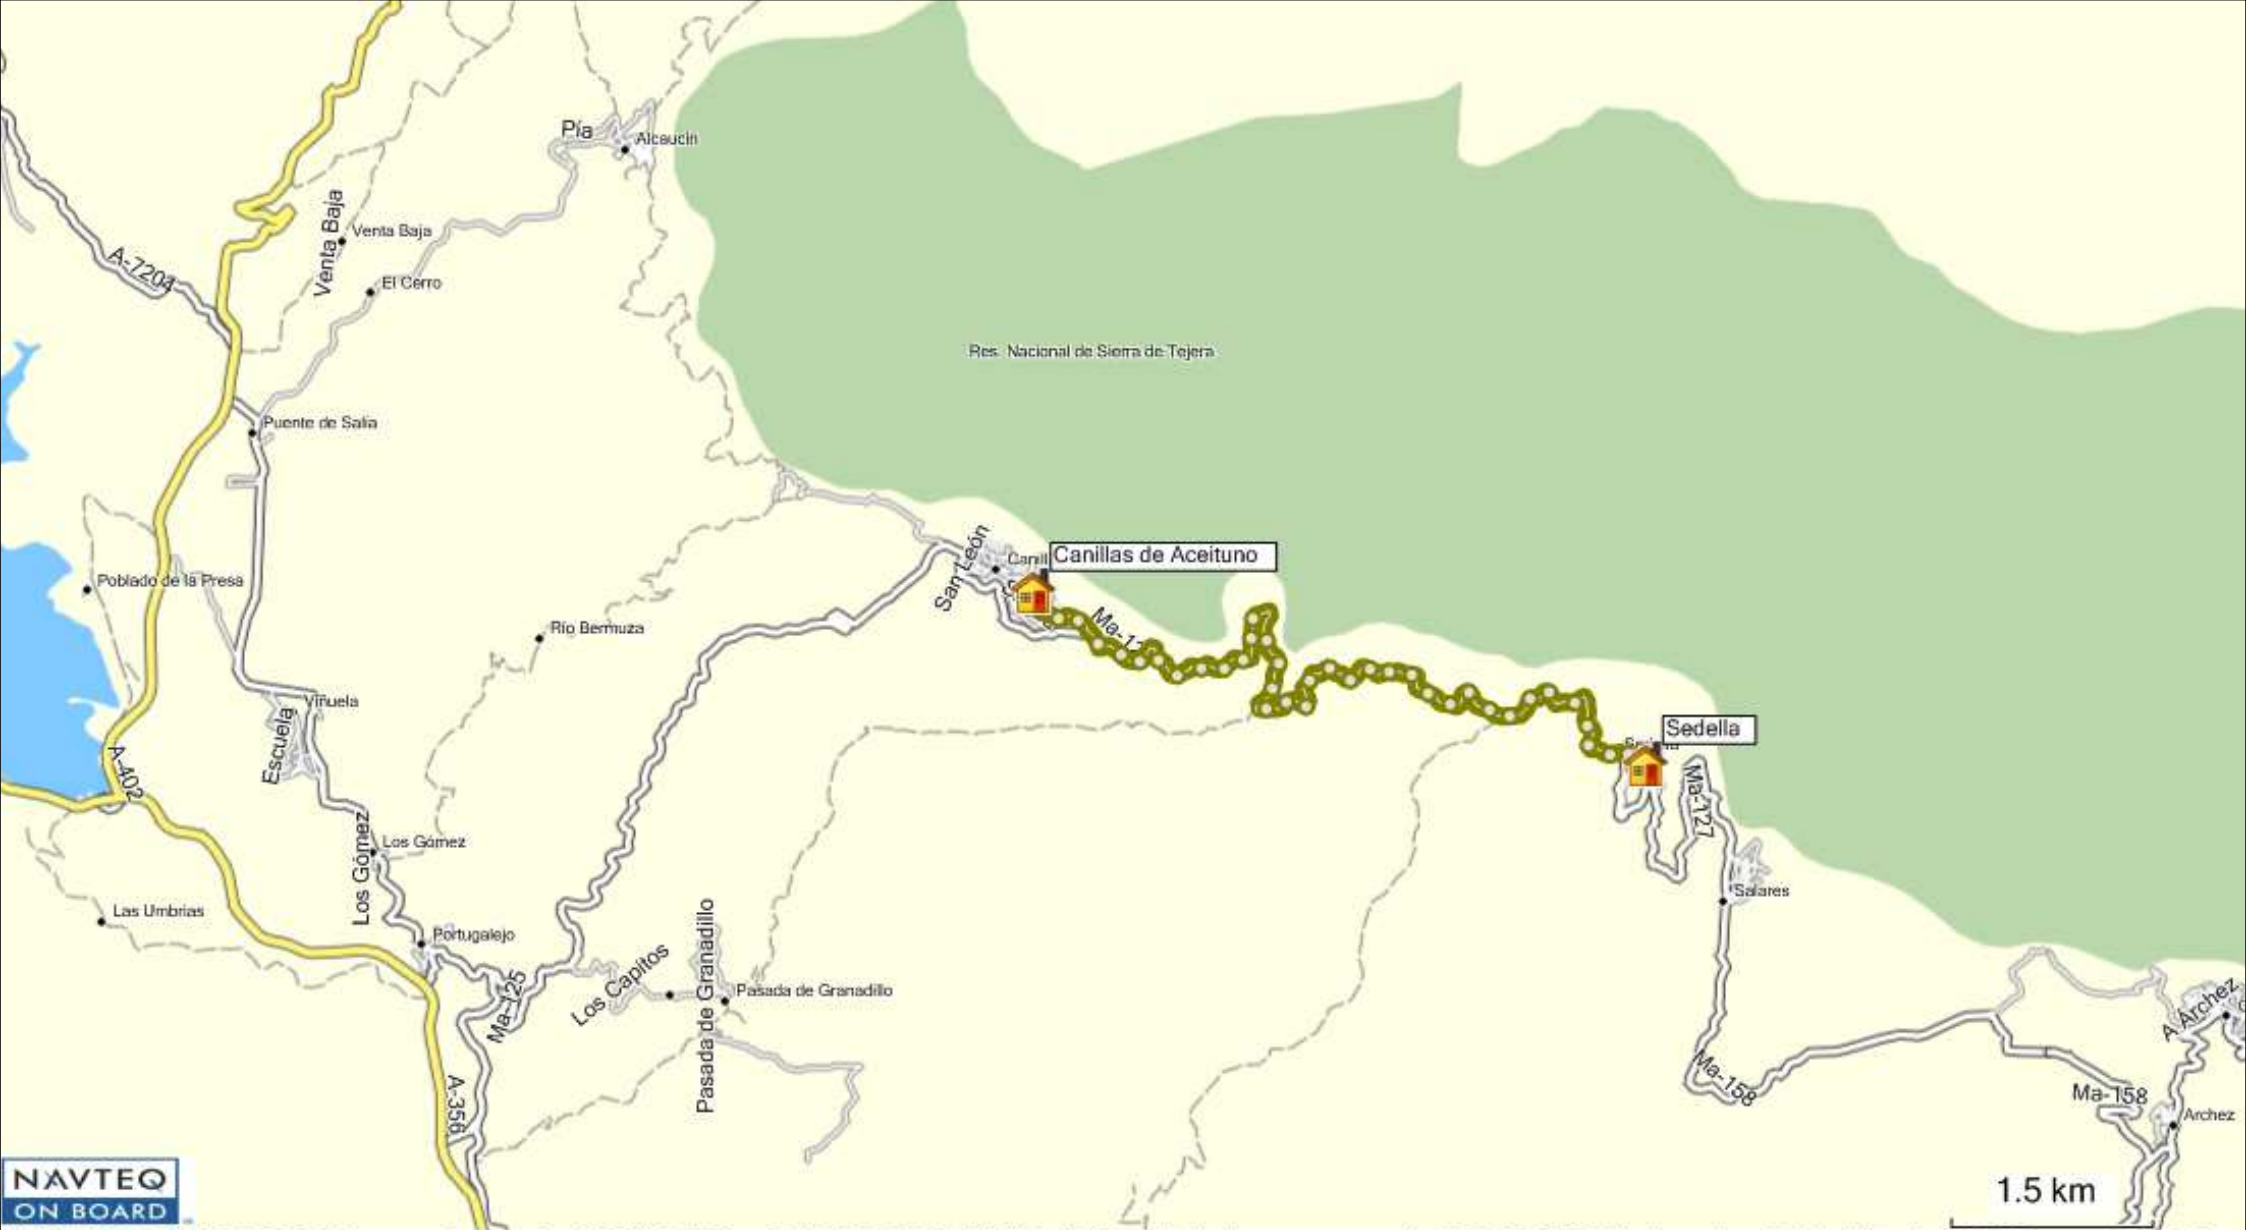 Pía
Alcaucín
Venta Baja
Venta Baja
A-7204
El Cerro
Res. Nacional de Sierra de Tejera
Puente de Salia
San León
Canillas de Aceituno
Poblado de la Presa
Ma-12
Río Bermuza
Viñuela
Escuela
Sedella
A-402
Ma-127
Los Gómez
Los Gómez
Salares
Las Umbrias
Portugalejo
Los Capitos
Pasada de Granadillo
Pasada de Granadillo
Ma-125
A Árchez
Ma-158
Ma-158
A-356
Archez
NAVTEQ
ON BOARD
1.5 km